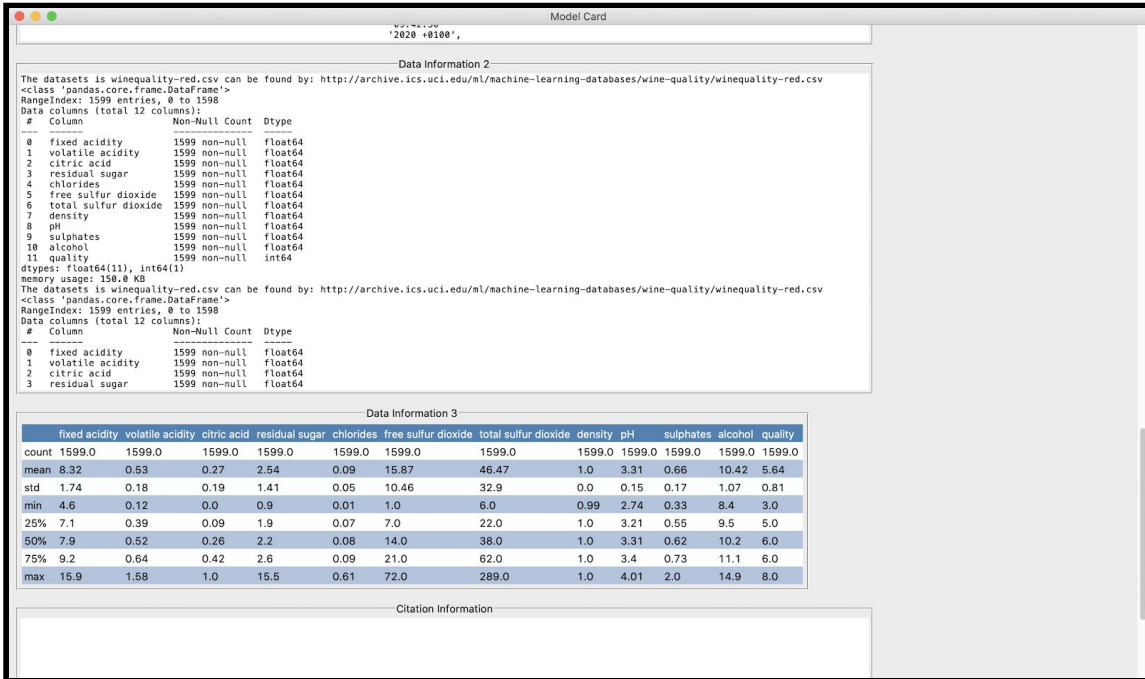 Model Card
'2020 +0100',
Data Information 2
The datasets is winequality-red.csv can be found by: http://archive.ics.uci.edu/ml/machine-learning-databases/wine-quality/winequality-red.csv
<class 'pandas.core.frame.DataFrame'>
RangeIndex: 1599 entries, 0 to 1598
Data columns (total 12 columns):
# Column Non-Null Count Dtype
--- ------ -------------- -----
0 fixed acidity 1599 non-null float64
1 volatile acidity 1599 non-null float64
2 citric acid 1599 non-null float64
3 residual sugar 1599 non-null float64
4 chlorides 1599 non-null float64
5 free sulfur dioxide 1599 non-null float64
6 total sulfur dioxide 1599 non-null float64
7 density 1599 non-null float64
8 pH 1599 non-null float64
9 sulphates 1599 non-null float64
10 alcohol 1599 non-null float64
11 quality 1599 non-null int64
dtypes: float64(11), int64(1)
memory usage: 150.0 KB
The datasets is winequality-red.csv can be found by: http://archive.ics.uci.edu/ml/machine-learning-databases/wine-quality/winequality-red.csv
<class 'pandas.core.frame.DataFrame'>
RangeIndex: 1599 entries, 0 to 1598
Data columns (total 12 columns):
# Column Non-Null Count Dtype
--- ------ -------------- -----
0 fixed acidity 1599 non-null float64
1 volatile acidity 1599 non-null float64
2 citric acid 1599 non-null float64
3 residual sugar 1599 non-null float64
Data Information 3
fixed acidity volatile acidity citric acid residual sugar chlorides free sulfur dioxide total sulfur dioxide density pH sulphates alcohol quality
count 1599.0 1599.0 1599.0 1599.0 1599.0 1599.0 1599.0 1599.0 1599.0 1599.0 1599.0 1599.0
mean 8.32 0.53 0.27 2.54 0.09 15.87 46.47 1.0 3.31 0.66 10.42 5.64
std 1.74 0.18 0.19 1.41 0.05 10.46 32.9 0.0 0.15 0.17 1.07 0.81
min 4.6 0.12 0.0 0.9 0.01 1.0 6.0 0.99 2.74 0.33 8.4 3.0
25% 7.1 0.39 0.09 1.9 0.07 7.0 22.0 1.0 3.21 0.55 9.5 5.0
50% 7.9 0.52 0.26 2.2 0.08 14.0 38.0 1.0 3.31 0.62 10.2 6.0
75% 9.2 0.64 0.42 2.6 0.09 21.0 62.0 1.0 3.4 0.73 11.1 6.0
max 15.9 1.58 1.0 15.5 0.61 72.0 289.0 1.0 4.01 2.0 14.9 8.0
Citation Information